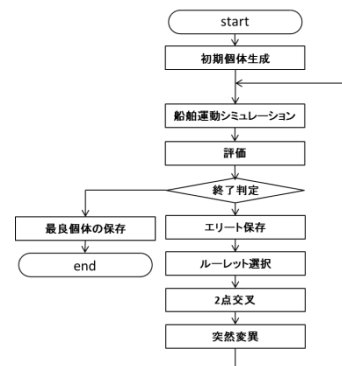 start
初期個体生成
船舶運動シミュレーション
評価
終了判定
最良個体の保存
end
エリート保存
ルーレット選択
2点交叉
突然変異